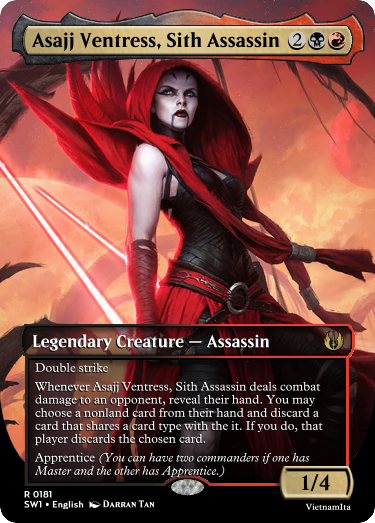 Asajj Ventress, Sith Assassin 2
Legendary Creature — Assassin
Double strike
Whenever Asajj Ventress, Sith Assassin deals combat
damage to an opponent, reveal their hand. You may
choose a nonland card from their hand and discard a
card that shares a card type with the it. If you do, that
player discards the chosen card.
Apprentice (You can have two commanders if one has
Master and the other has Apprentice.)
1/4
R 0181
SW1 • English Darran Tan
VietnamIta